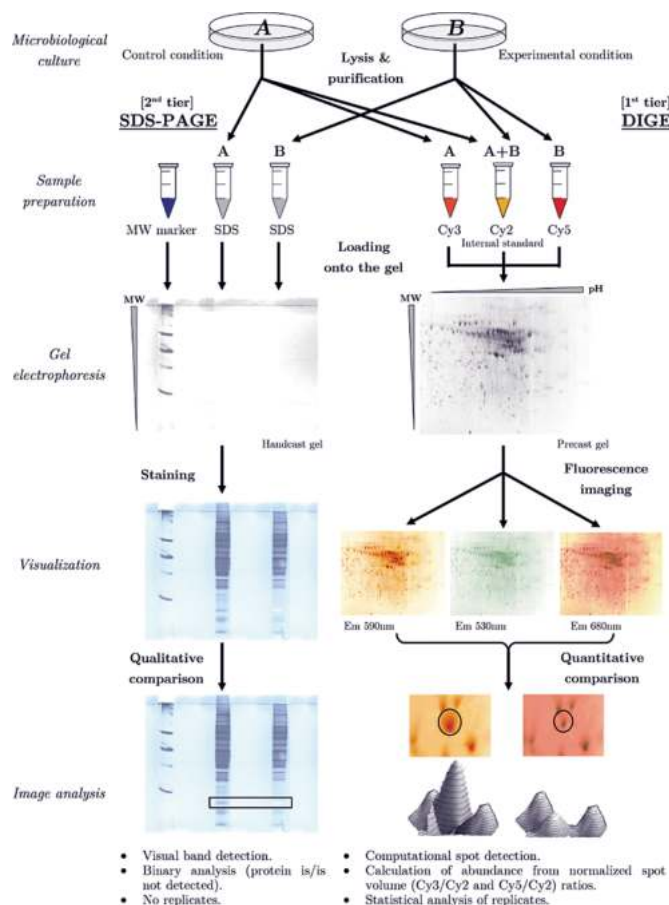 Microbiological
culture
A
B
Control condition
Experimental condition
Lysis &
purification
[2nd tier]
SDS-PAGE
[1st tier]
DIGE
Sample
preparation
A
B
A
A+B
B
MW marker
SDS
SDS
Cy3
Cy2
Cy5
Internal standard
Loading
onto the gel
MW
MW
pH
Gel
electrophoresis
Handcast gel
Precast gel
Staining
Fluorescence
imaging
Visualization
Em 590nm
Em 530nm
Em 680nm
Qualitative
comparison
Quantitative
comparison
Image analysis
• Visual band detection.
• Binary analysis (protein is/is
not detected).
• No replicates.
• Computational spot detection.
• Calculation of abundance from normalized spot
volume (Cy3/Cy2 and Cy5/Cy2) ratios.
• Statistical analysis of replicates.